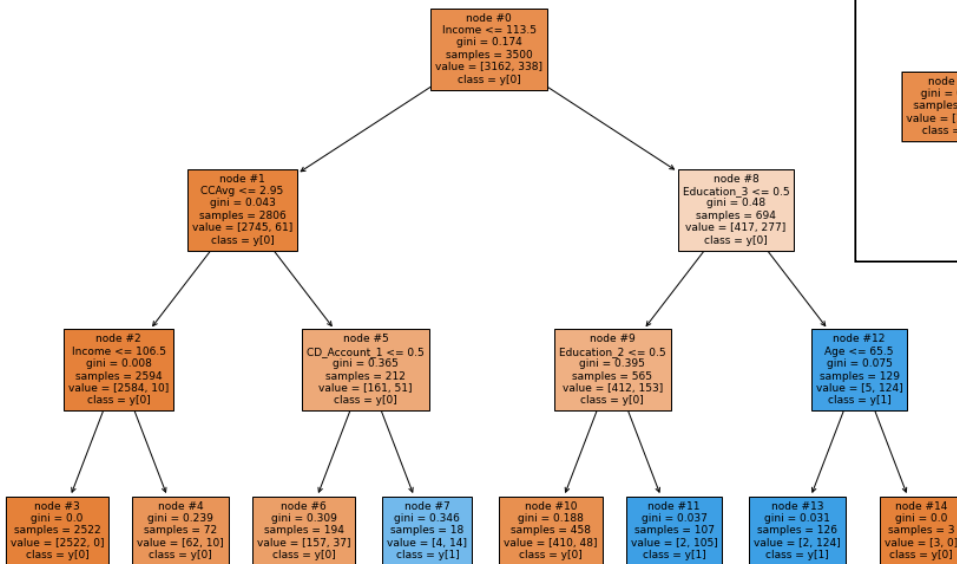 node #0
Income <= 113.5
gini = 0.174
samples = 3500
value = [3162, 338]
class = y[0]
node
gini =
samples
value = [
class =
node #1
CCAvg <= 2.95
gini = 0.043
samples = 2806
value = [2745, 61]
class = y[0]
node #8
Education_3 <= 0.5
gini = 0.48
samples = 694
value = [417, 277]
class = y[0]
node #2
Income <= 106.5
gini = 0.008
samples = 2594
value = [2584, 10]
class = y[0]
node #5
CD_Account_1 <= 0.5
gini = 0.365
samples = 212
value = [161, 51]
class = y[0]
node #9
Education_2 <= 0.5
gini = 0.395
samples = 565
value = [412, 153]
class = y[0]
node #12
Age <= 65.5
gini = 0.075
samples = 129
value = [5, 124]
class = y[1]
node #3
gini = 0.0
samples = 2522
value = [2522, 0]
class = y[0]
node #4
gini = 0.239
samples = 72
value = [62, 10]
class = y[0]
node #6
gini = 0.309
samples = 194
value = [157, 37]
class = y[0]
node #7
gini = 0.346
samples = 18
value = [4, 14]
class = y[1]
node #10
gini = 0.188
samples = 458
value = [410, 48]
class = y[0]
node #11
gini = 0.037
samples = 107
value = [2, 105]
class = y[1]
node #13
gini = 0.031
samples = 126
value = [2, 124]
class = y[1]
node #14
gini = 0.0
samples = 3
value = [3, 0]
class = y[0]